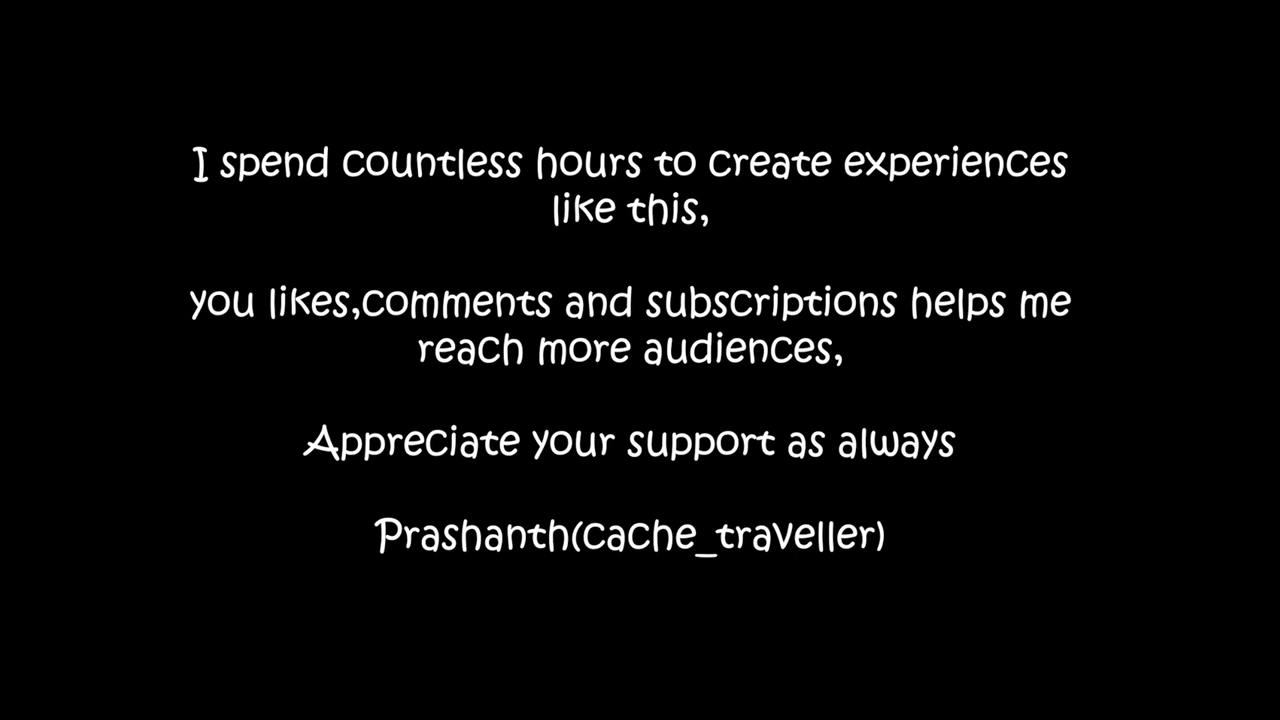 I spend countless hours to create experiences
like this,
you likes,comments and subscriptions helps me
reach more audiences,
Appreciate your support as always
Prashanth(cache_traveller)